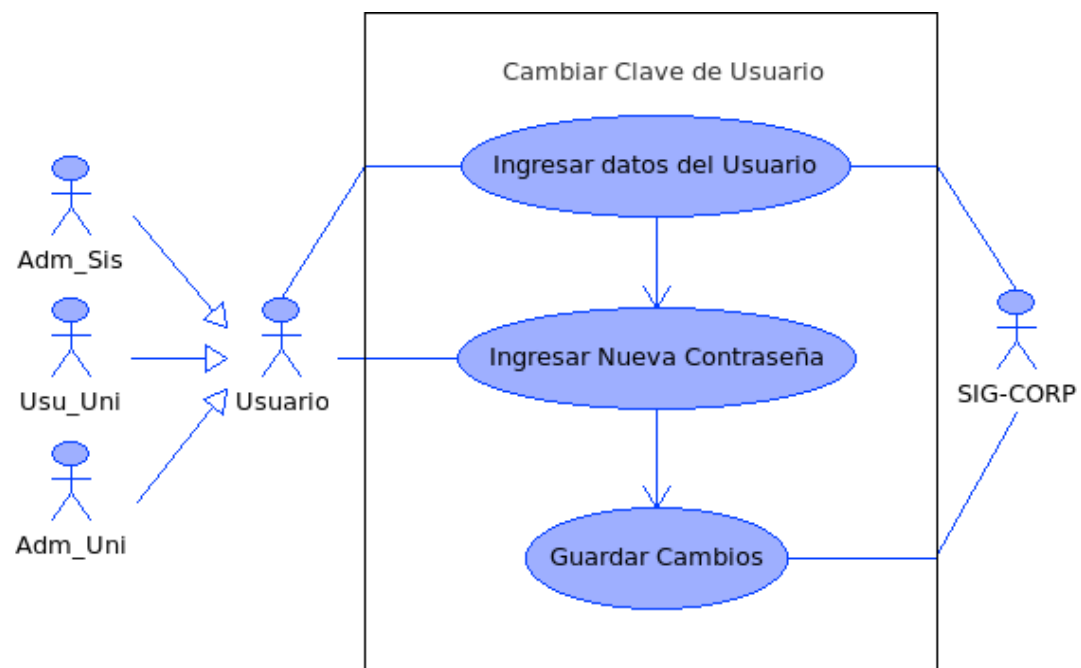 Cambiar Clave de Usuario
Ingresar datos del Usuario
Adm_Sis
Ingresar Nueva Contraseña
Usu_Uni
Usuario
SIG-CORP
Adm_Uni
Guardar Cambios